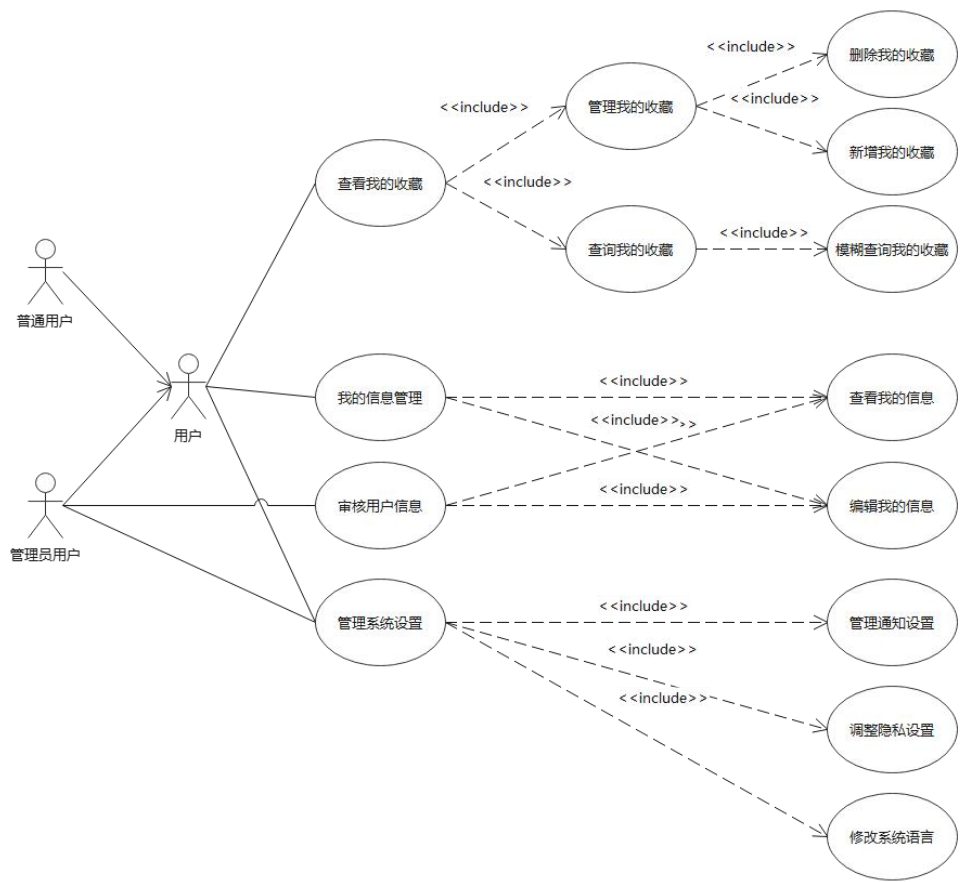 <<include>>
删除我的收藏
<<include>>
管理我的收藏
<<include>>
新增我的收藏
查看我的收藏
<<include>>
<<include>>
查询我的收藏
模糊查询我的收藏
普通用户
用户
<<include>>
我的信息管理
查看我的信息
<<include>>
>>
<<include>>
审核用户信息
编辑我的信息
管理员用户
<<include>>
管理系统设置
管理通知设置
<<include>>
<<include>>
调整隐私设置
修改系统语言